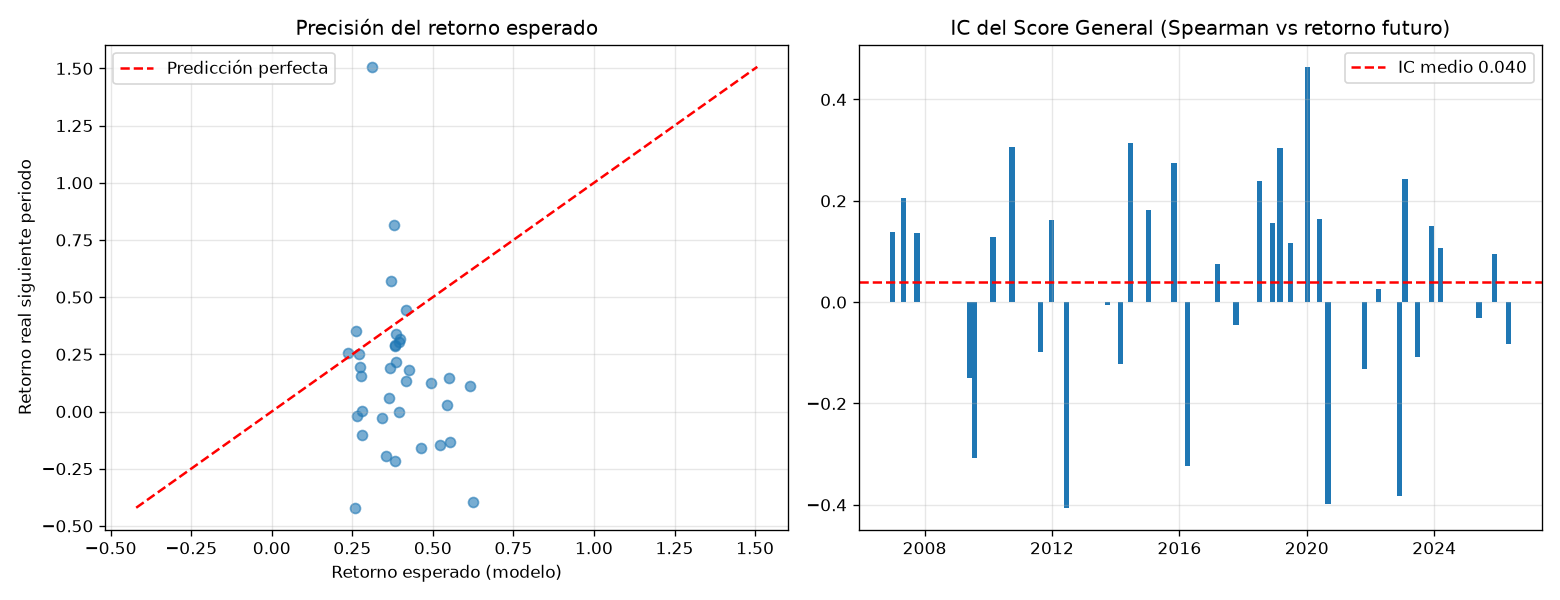 Precisión del retorno esperado
Predicción perfecta
Retorno real siguiente periodo
1.50
1.25
1.00
0.75
0.50
0.25
0.00
−0.25
−0.50
−0.50 −0.25 0.00 0.25 0.50 0.75 1.00 1.25 1.50
Retorno esperado (modelo)
IC del Score General (Spearman vs retorno futuro)
IC medio 0.040
0.4
0.2
0.0
−0.2
−0.4
2008 2012 2016 2020 2024